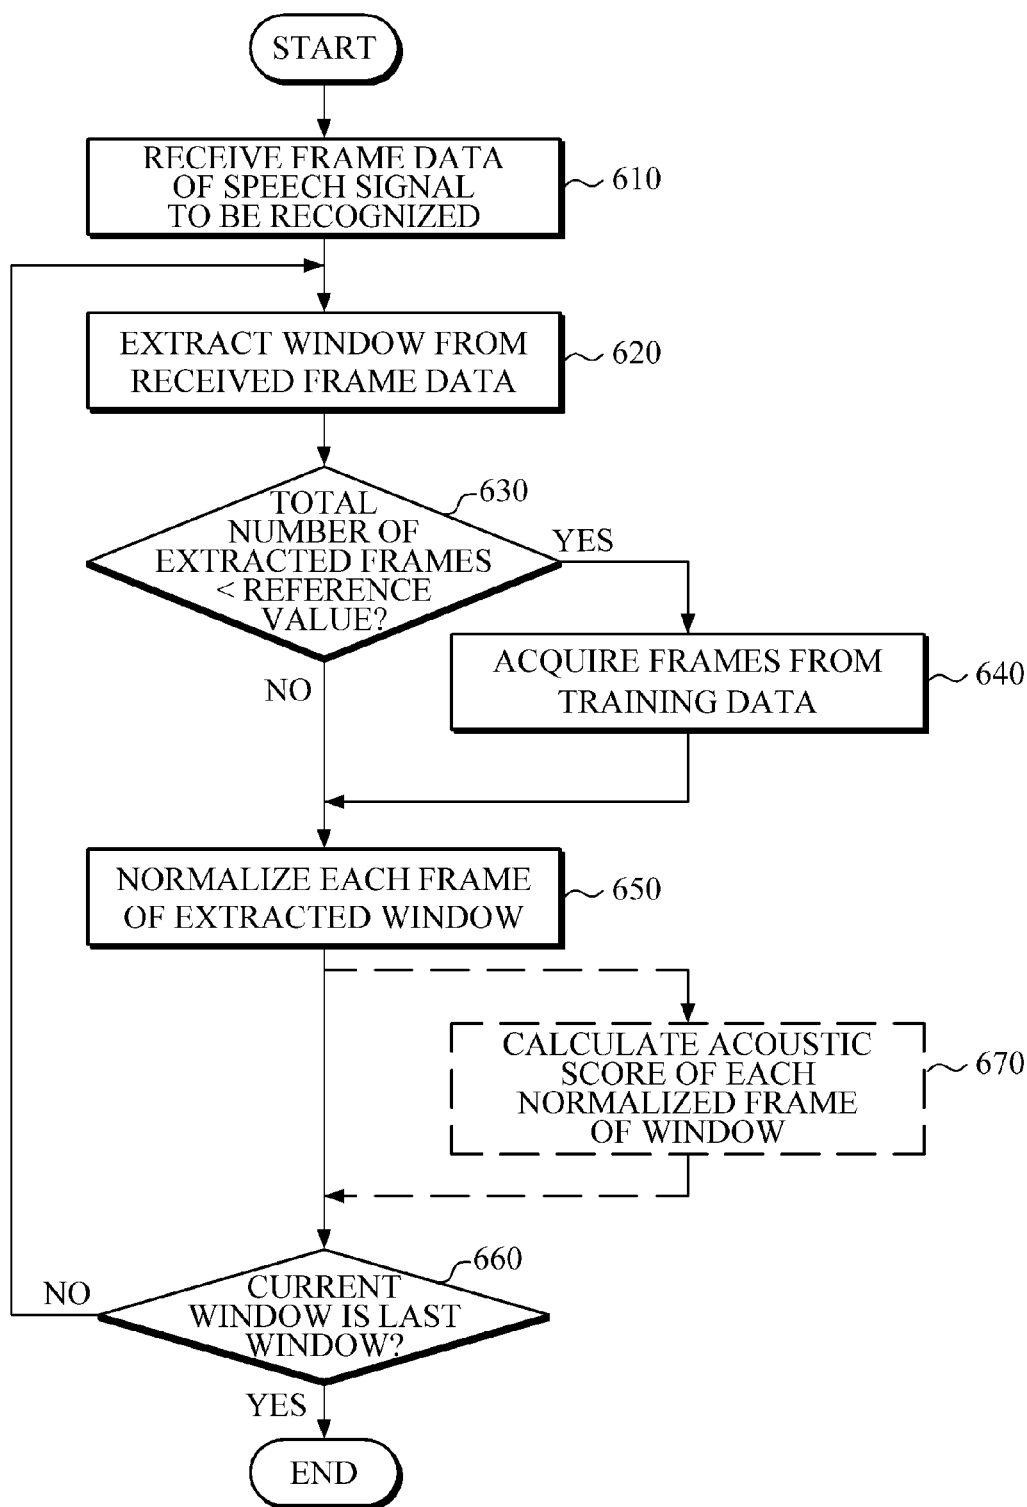 START
RECEIVE FRAME DATA
OF SPEECH SIGNAL
TO BE RECOGNIZED
610
EXTRACT WINDOW FROM
RECEIVED FRAME DATA
620
630
TOTAL
NUMBER OF
EXTRACTED FRAMES
< REFERENCE
VALUE?
YES
NO
ACQUIRE FRAMES FROM
TRAINING DATA
640
NORMALIZE EACH FRAME
OF EXTRACTED WINDOW
650
CALCULATE ACOUSTIC
SCORE OF EACH
NORMALIZED FRAME
OF WINDOW
670
660
CURRENT
WINDOW IS LAST
WINDOW?
NO
YES
END